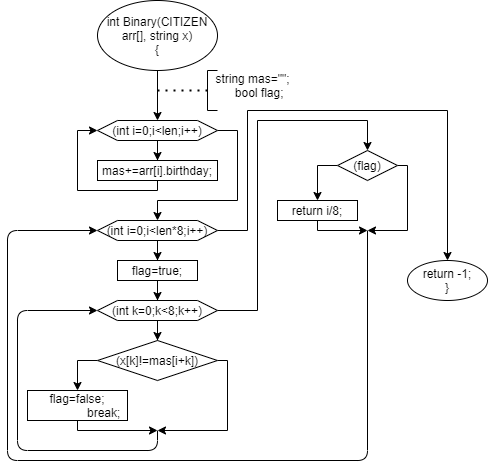 int Binary(CITIZEN
arr[], string x)
{
string mas="";
bool flag;
(int i=0;i<len;i++)
mas+=arr[i].birthday;
(flag)
return i/8;
(int i=0;i<len*8;i++)
flag=true;
return -1;
}
(int k=0;k<8;k++)
(x[k]!=mas[i+k])
flag=false;
break;